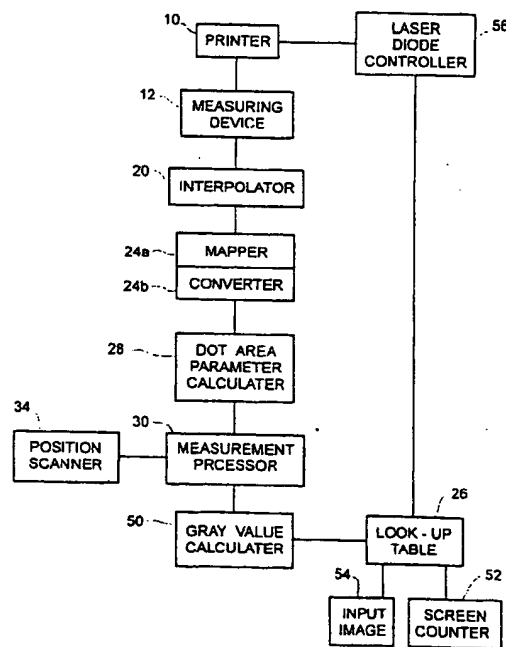 10
PRINTER
LASER
DIODE
CONTROLLER
56
12
MEASURING
DEVICE
20
INTERPOLATOR
24a
MAPPER
24b
CONVERTER
28
DOT AREA
PARAMETER
CALCULATER
34
POSITION
SCANNER
30
MEASUREMENT
PRCESSOR
50
GRAY VALUE
CALCULATER
26
LOOK - UP
TABLE
54
INPUT
IMAGE
52
SCREEN
COUNTER